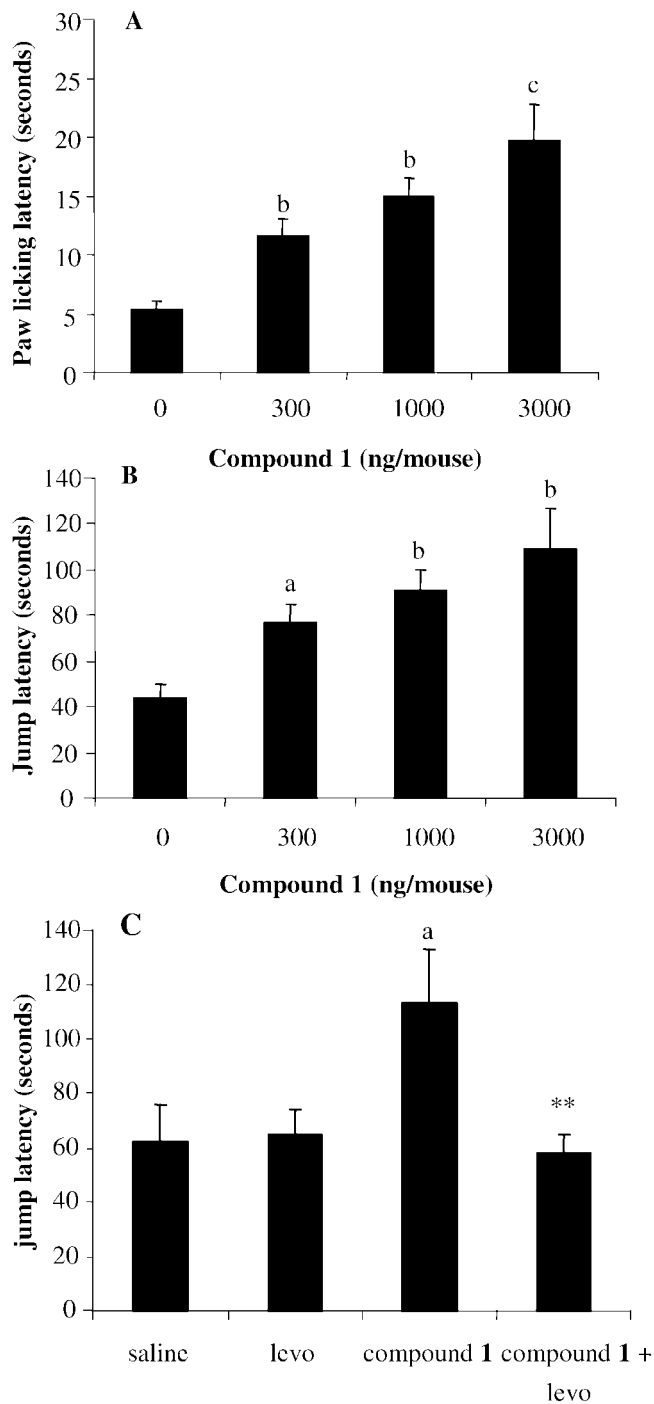 A
Paw licking latency (seconds)
30
25
20
15
10
5
0
b
b
c
0 300 1000 3000
Compound 1 (ng/mouse)
B
Jump latency (seconds)
140
120
100
80
60
40
20
0
a
b
b
0 300 1000 3000
Compound 1 (ng/mouse)
C
jump latency (seconds)
140
120
100
80
60
40
20
0
a
**
saline levo compound 1 compound 1 +
levo